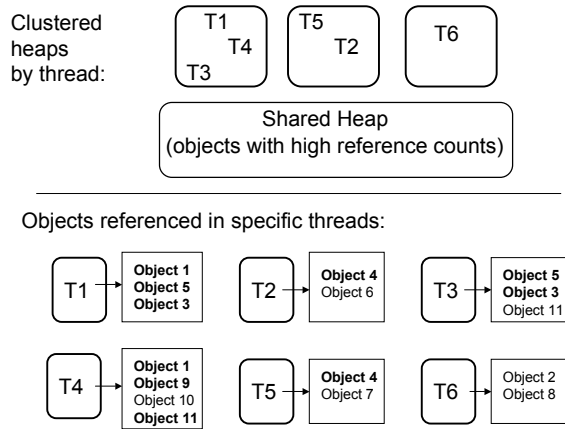 Clustered
heaps
by thread:
T1
T4
T3
T5
T2
T6
Shared Heap
(objects with high reference counts)
Objects referenced in specific threads:
T1
Object 1
Object 5
Object 3
T2
Object 4
Object 6
T3
Object 5
Object 3
Object 11
T4
Object 1
Object 9
Object 10
Object 11
T5
Object 4
Object 7
T6
Object 2
Object 8